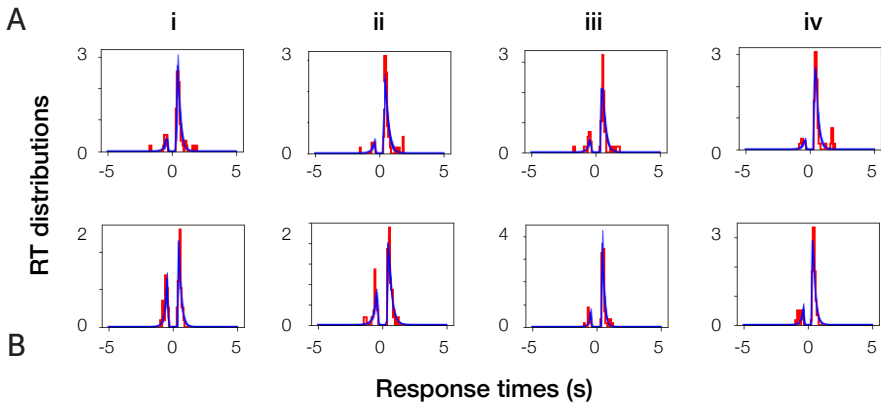 A
i ii iii iv
3 3 3 3
0 0 0 0
-5 0 5 -5 0 5 -5 0 5 -5 0 5
RT distributions
2 2 4 3
0 0 0 0
B
-5 0 5 -5 0 5 -5 0 5 -5 0 5
Response times (s)